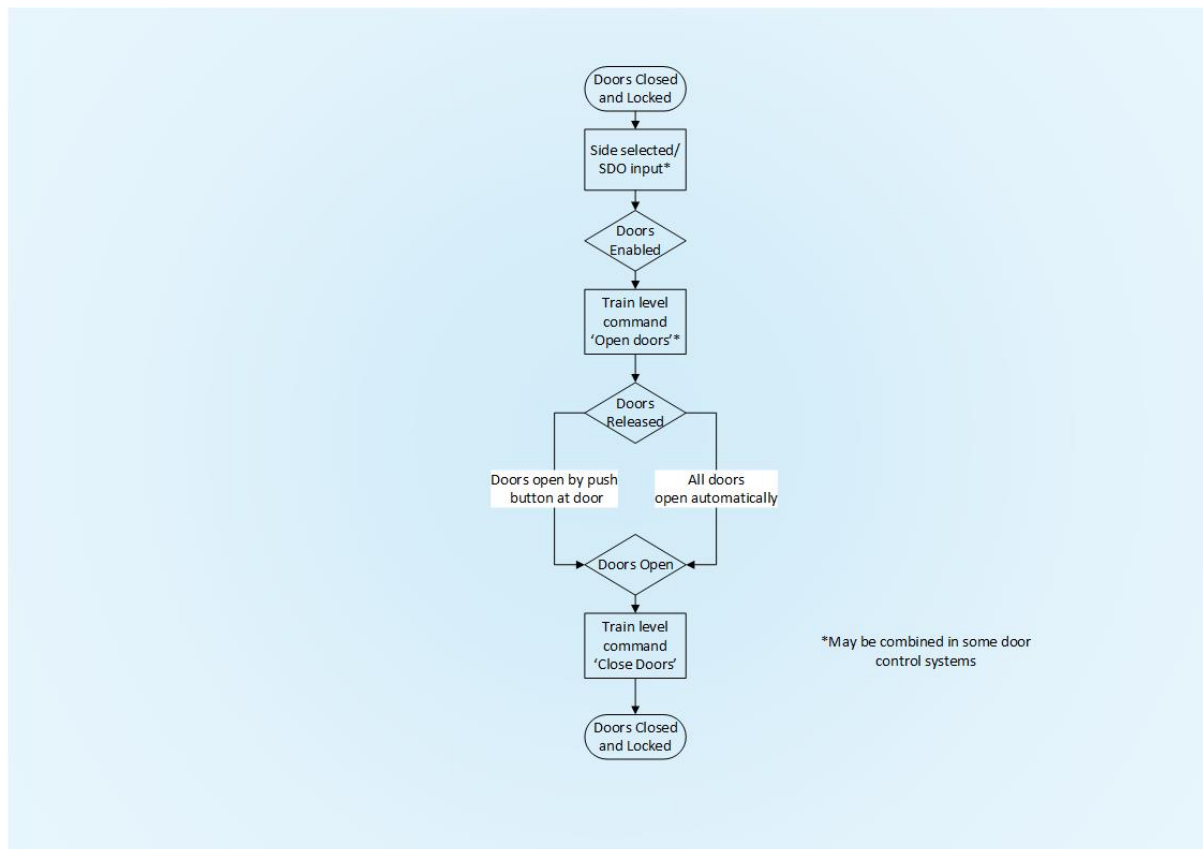 Doors Closed
and Locked
Side selected/
SDO input*
Doors
Enabled
Train level
command
‘Open doors’*
Doors
Released
Doors open by push
button at door
All doors
open automatically
Doors Open
Train level
command
‘Close Doors’
*May be combined in some door
control systems
Doors Closed
and Locked